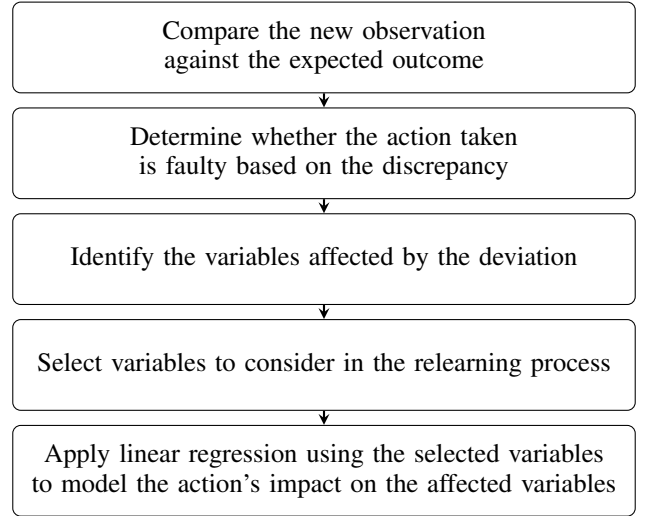 Compare the new observation
against the expected outcome
Determine whether the action taken
is faulty based on the discrepancy
Identify the variables affected by the deviation
Select variables to consider in the relearning process
Apply linear regression using the selected variables
to model the action's impact on the affected variables